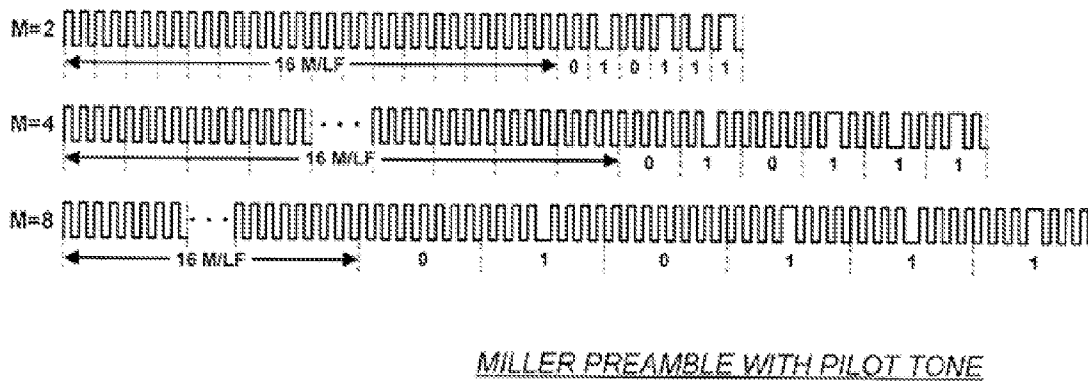 M=2
16 M/LF 0 1 0 1 1 1
M=4
. . .
16 M/LF 0 1 0 1 1 1
M=8
. . .
16 M/LF 0 1 0 1 1 1
MILLER PREAMBLE WITH PILOT TONE